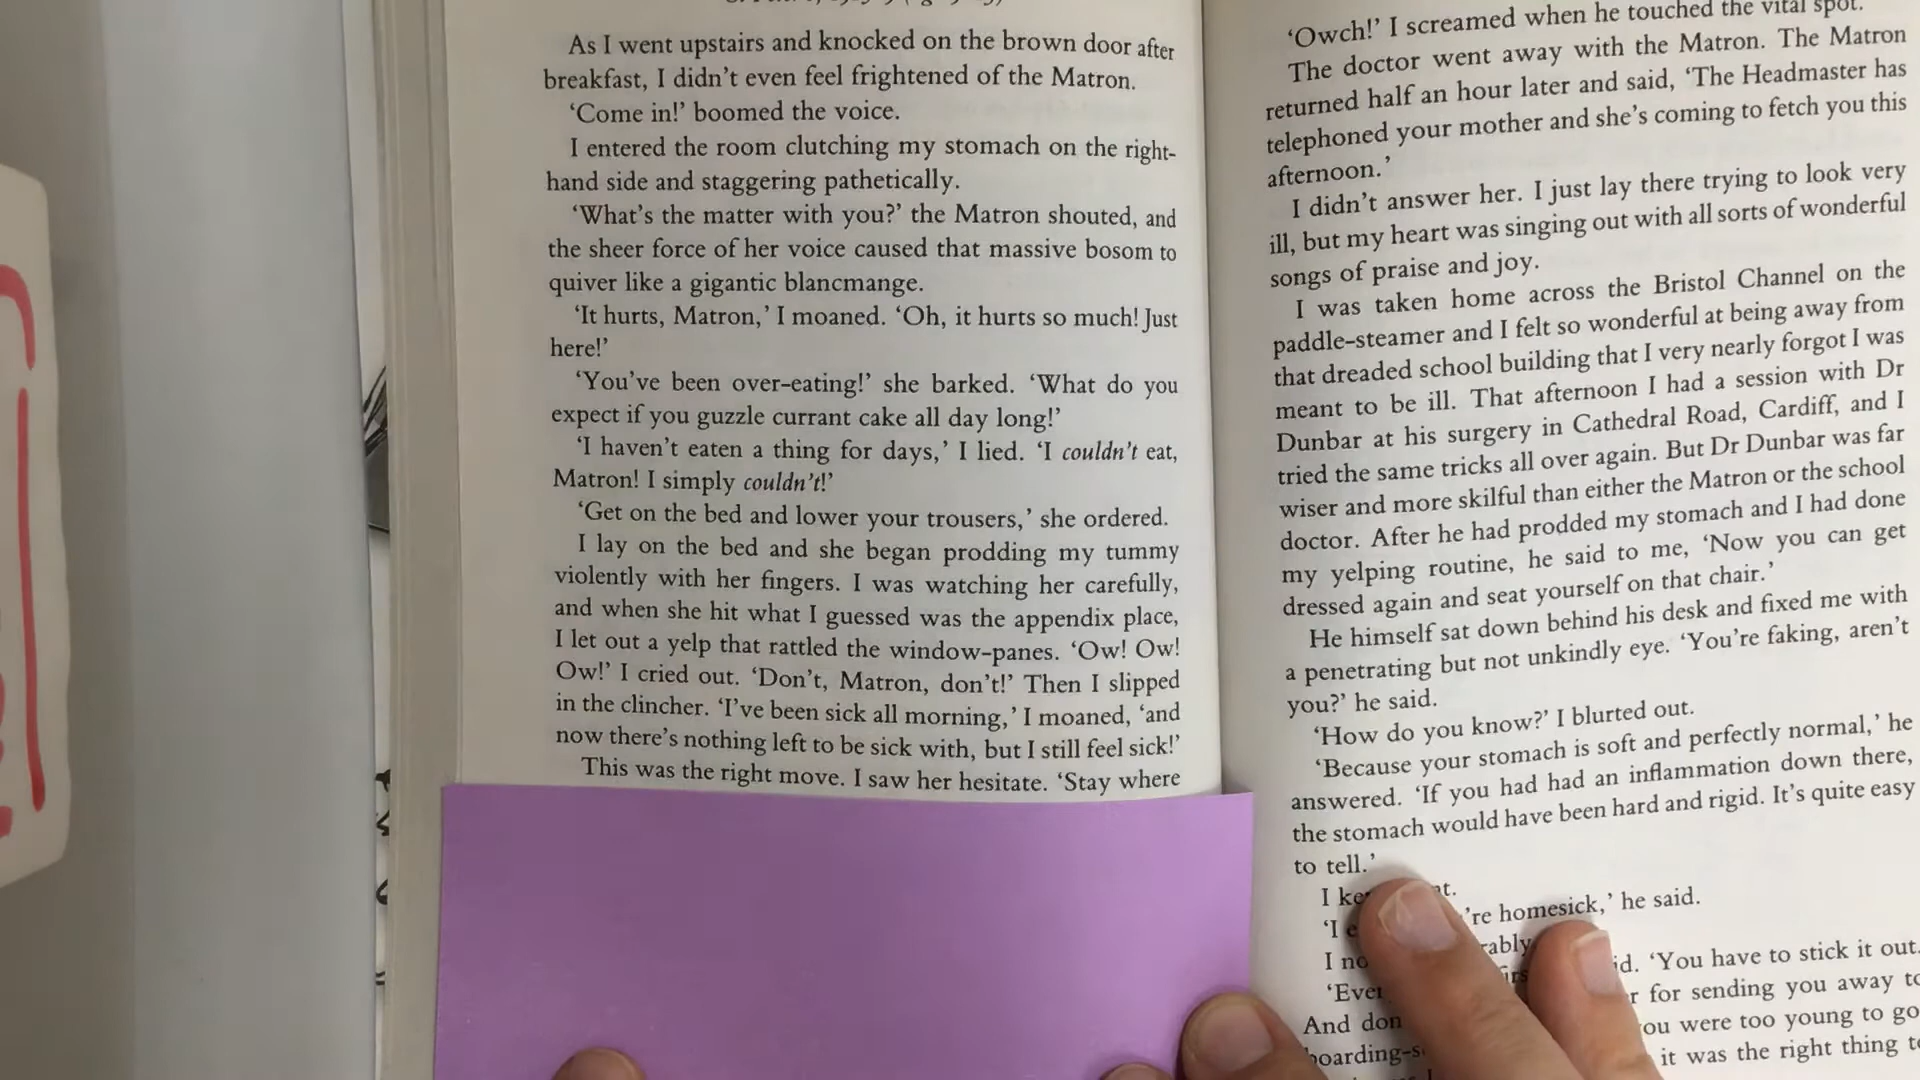 As I went upstairs and knocked on the brown door after
breakfast, I didn't even feel frightened of the Matron.
‘Come in!’ boomed the voice.
I entered the room clutching my stomach on the right-
hand side and staggering pathetically.
‘What's the matter with you?’ the Matron shouted, and
the sheer force of her voice caused that massive bosom to
quiver like a gigantic blancmange.
‘It hurts, Matron,’ I moaned. ‘Oh, it hurts so much! Just
here!’
‘You've been over-eating!’ she barked. ‘What do you
expect if you guzzle currant cake all day long!’
‘I haven't eaten a thing for days,’ I lied. ‘I couldn't eat,
Matron! I simply couldn't!’
‘Get on the bed and lower your trousers,’ she ordered.
I lay on the bed and she began prodding my tummy
violently with her fingers. I was watching her carefully,
and when she hit what I guessed was the appendix place,
I let out a yelp that rattled the window-panes. ‘Ow! Ow!
Ow!’ I cried out. ‘Don't, Matron, don't!’ Then I slipped
in the clincher. ‘I've been sick all morning,’ I moaned, ‘and
now there's nothing left to be sick with, but I still feel sick!’
This was the right move. I saw her hesitate. ‘Stay where
‘Owch!’ I screamed when he touched the vital spot.
The doctor went away with the Matron. The Matron
returned half an hour later and said, ‘The Headmaster has
telephoned your mother and she's coming to fetch you this
afternoon.’
I didn't answer her. I just lay there trying to look very
ill, but my heart was singing out with all sorts of wonderful
songs of praise and joy.
I was taken home across the Bristol Channel on the
paddle-steamer and I felt so wonderful at being away from
that dreaded school building that I very nearly forgot I was
meant to be ill. That afternoon I had a session with Dr
Dunbar at his surgery in Cathedral Road, Cardiff, and I
tried the same tricks all over again. But Dr Dunbar was far
wiser and more skilful than either the Matron or the school
doctor. After he had prodded my stomach and I had done
my yelping routine, he said to me, ‘Now you can get
dressed again and seat yourself on that chair.’
He himself sat down behind his desk and fixed me with
a penetrating but not unkindly eye. ‘You're faking, aren't
you?’ he said.
‘How do you know?’ I blurted out.
‘Because your stomach is soft and perfectly normal,’ he
answered. ‘If you had had an inflammation down there,
the stomach would have been hard and rigid. It's quite easy
to tell.’
I
‘I homesick,’ he said.
I
‘You have to stick it out.
And for sending you away to
you were too young to go
it was the right thing